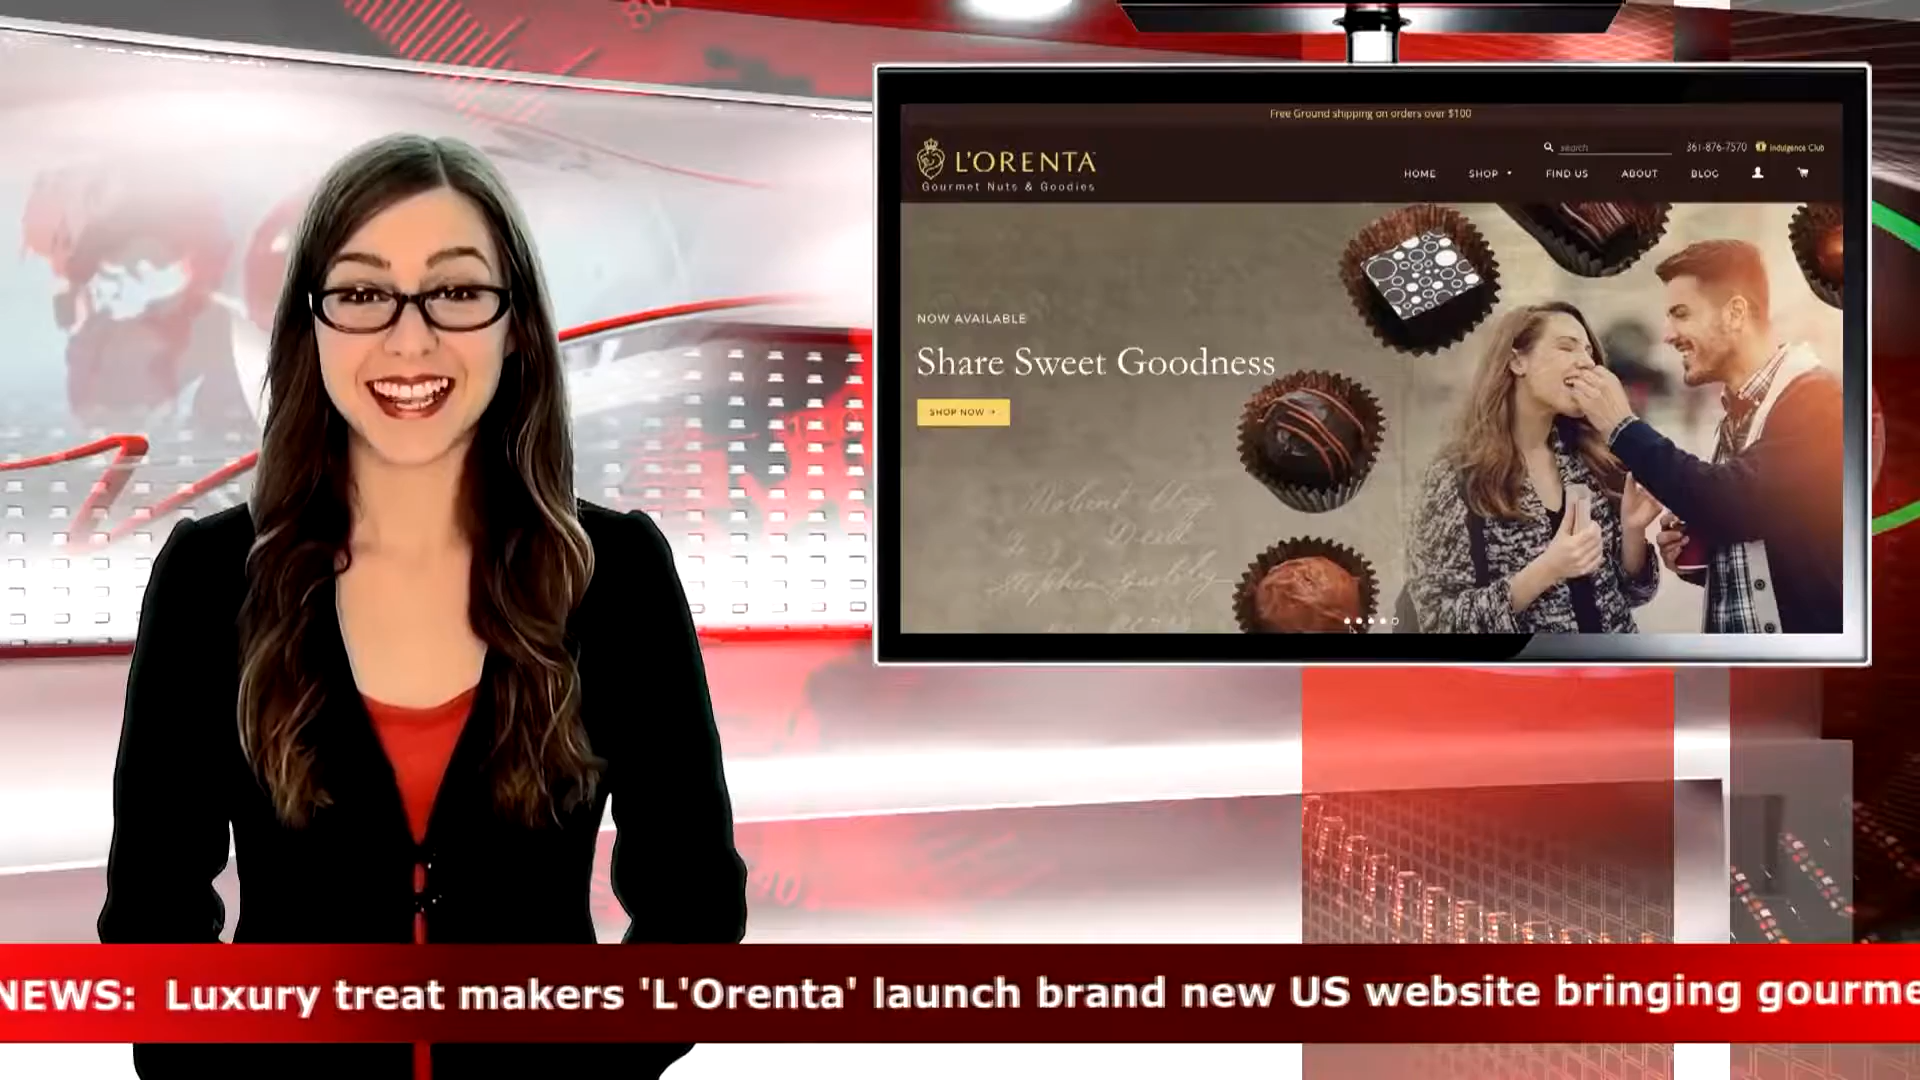 Free Ground shipping on orders over $100
search
361-876-7570
Indulgence Club
L'ORENTA
Gourmet Nuts & Goodies
HOME SHOP FIND US ABOUT BLOG
NOW AVAILABLE
Share Sweet Goodness
SHOP NOW →
NEWS: Luxury treat makers 'L'Orenta' launch brand new US website bringing gourme